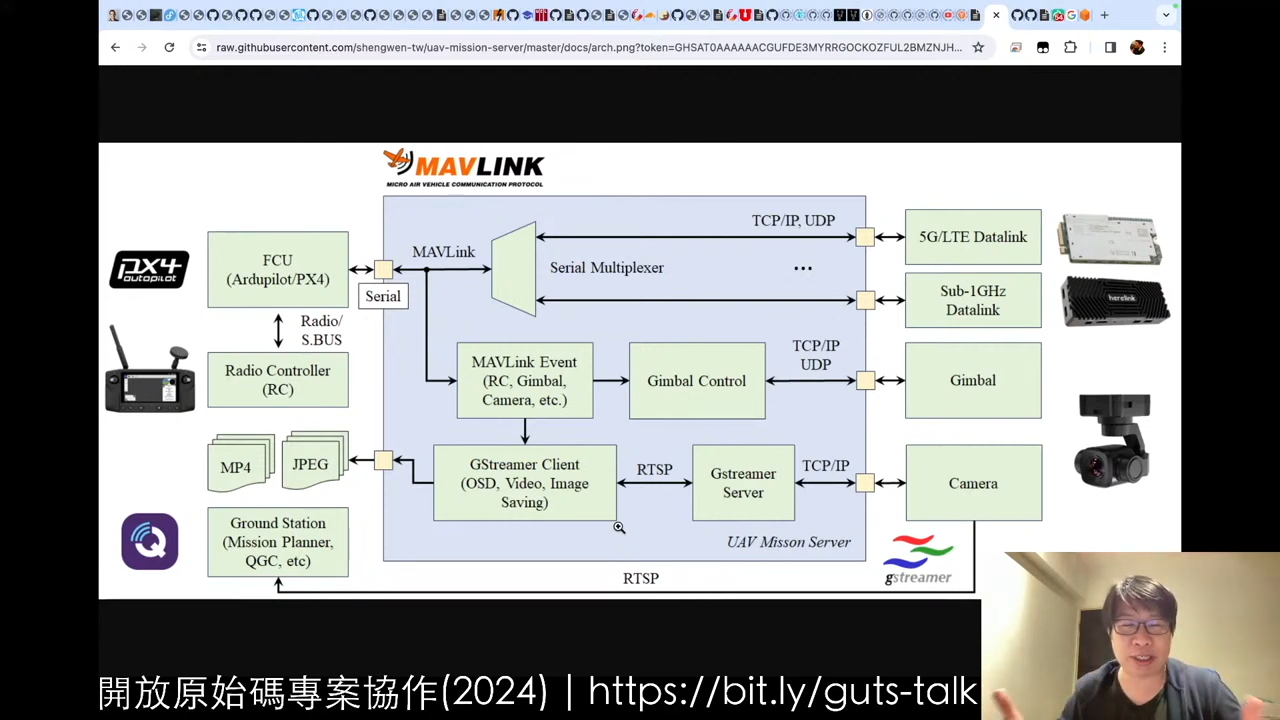 raw.githubusercontent.com/shengwen-tw/uav-mission-server/master/docs/arch.png?token=GHSAT0AAAAAACGUFDE3MYRRGOCKOZFUL2BMZNJH...
MAVLINK
MICRO AIR VEHICLE COMMUNICATION PROTOCOL
TCP/IP, UDP
5G/LTE Datalink
MAVLink
FCU
(Ardupilot/PX4)
px4
autopilot
Serial Multiplexer
...
Serial
Sub-1GHz
Datalink
herelink
Radio/
S.BUS
Radio Controller
(RC)
MAVLink Event
(RC, Gimbal,
Camera, etc.)
Gimbal Control
TCP/IP
UDP
Gimbal
MP4
JPEG
GStreamer Client
(OSD, Video, Image
Saving)
RTSP
Gstreamer
Server
TCP/IP
Camera
Ground Station
(Mission Planner,
QGC, etc)
UAV Misson Server
gstreamer
RTSP
開放原始碼專案協作(2024) | https://bit.ly/guts-talk